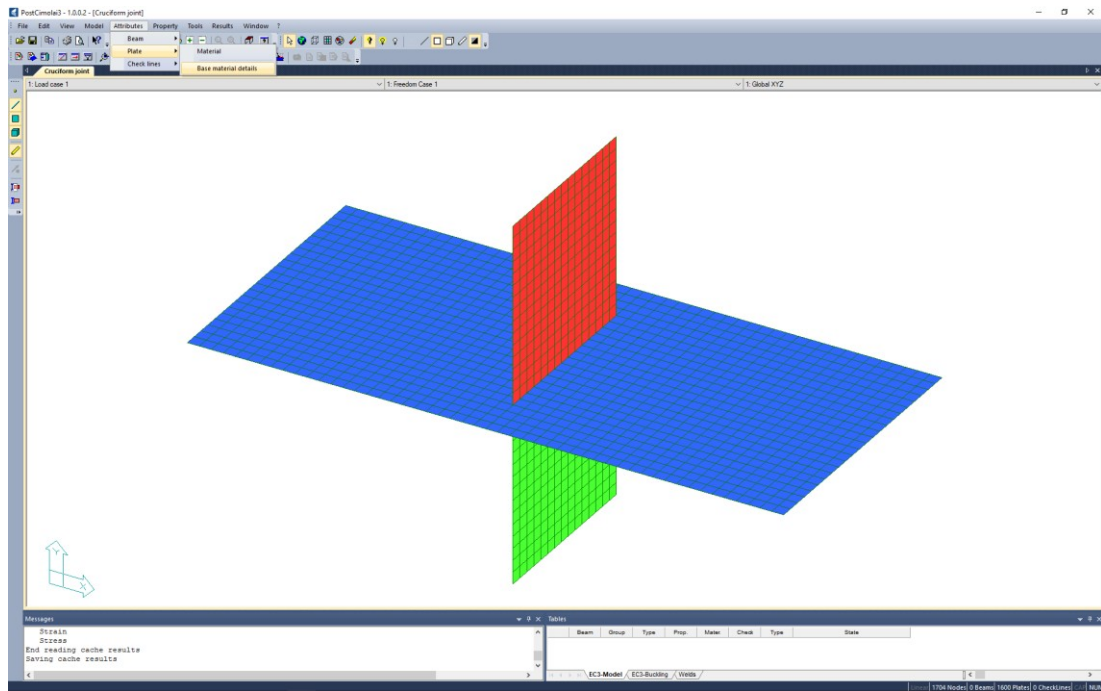 PostCimolai3 - 1.0.0.2 - [Cruciform joint]
File Edit View Model Attributes Property Tools Results Window ?
Beam
Plate
Check lines
Material
Base material details
Cruciform joint
1: Load case 1
1: Freedom Case 1
1: Global XYZ
Y
X
Messages
Strain
Stress
End reading cache results
Saving cache results
Tables
Beam Group Type Prop. Mater. Check Type State
EC3-Model EC3-Buckling Welds
Linear 1704 Nodes 0 Beams 1600 Plates 0 CheckLines CAP NUM